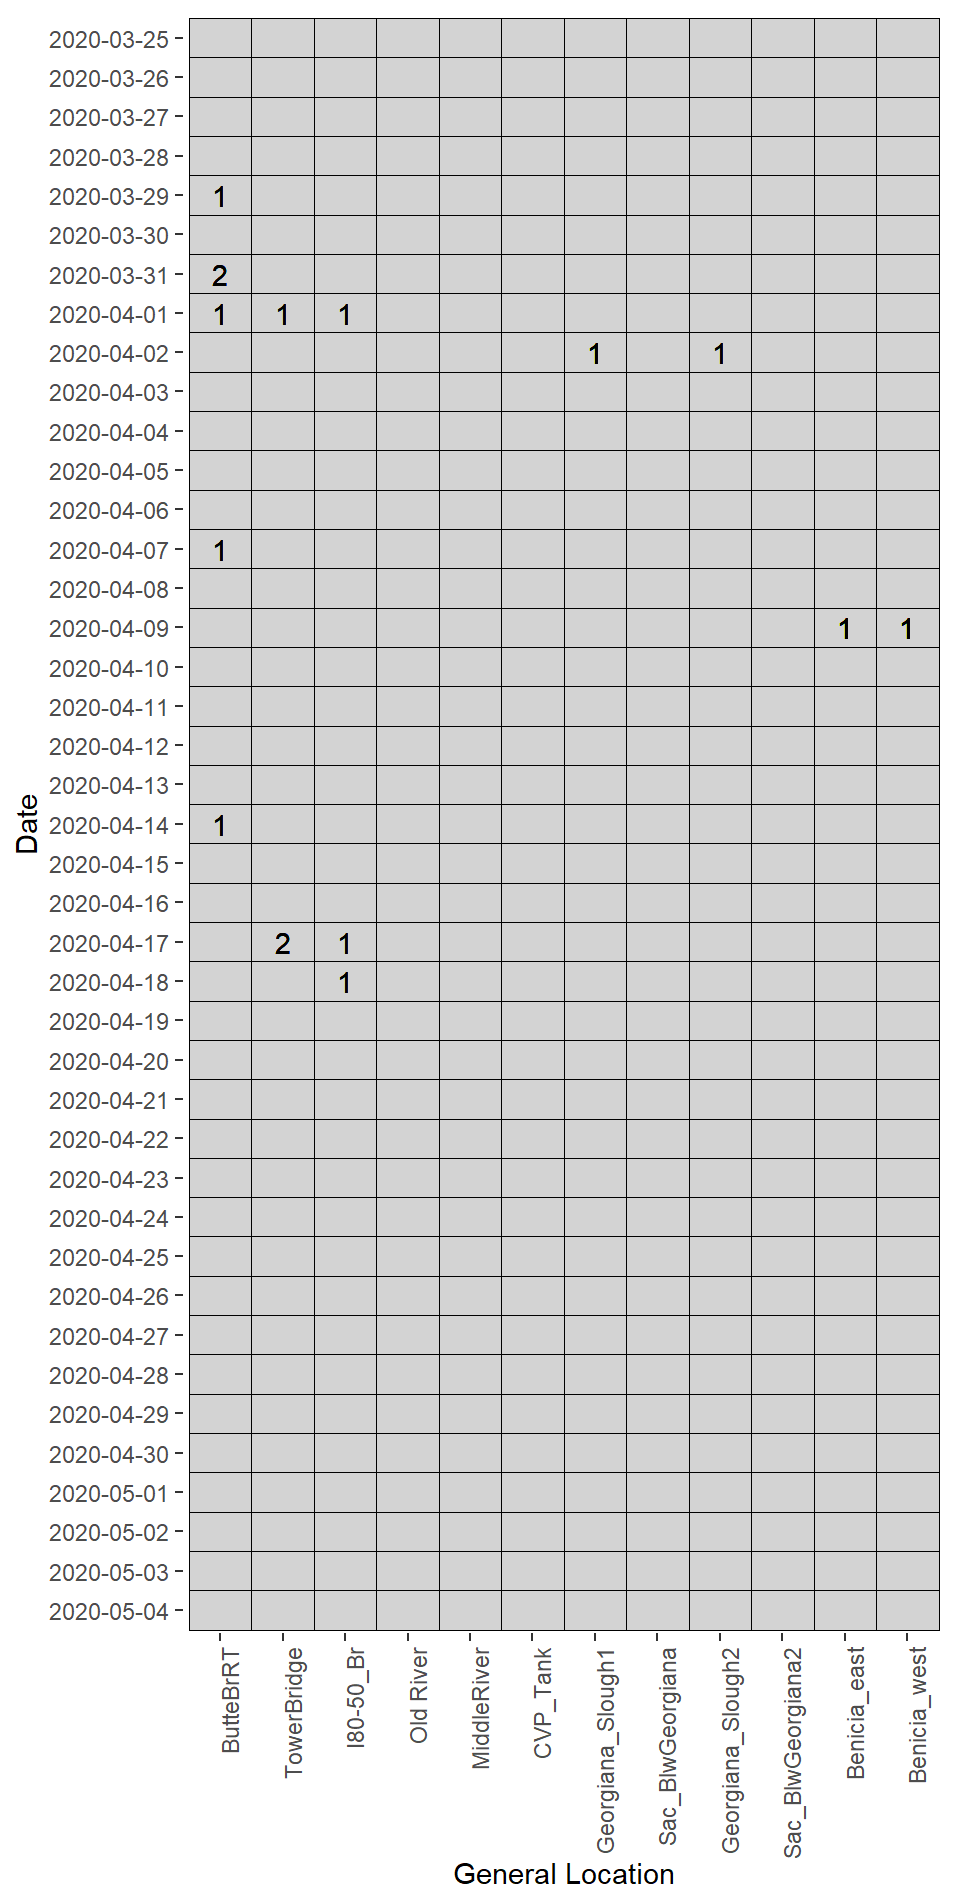 2020-03-25
2020-03-26
2020-03-27
2020-03-28
2020-03-29 1
2020-03-30
2020-03-31 2
2020-04-01 1 1 1
2020-04-02 1 1
2020-04-03
2020-04-04
2020-04-05
2020-04-06
2020-04-07 1
2020-04-08
2020-04-09 1 1
2020-04-10
2020-04-11
2020-04-12
2020-04-13
2020-04-14 1
2020-04-15
2020-04-16
2020-04-17 2 1
2020-04-18 1
2020-04-19
2020-04-20
2020-04-21
2020-04-22
2020-04-23
2020-04-24
2020-04-25
2020-04-26
2020-04-27
2020-04-28
2020-04-29
2020-04-30
2020-05-01
2020-05-02
2020-05-03
2020-05-04
Date
ButteBrRT
TowerBridge
I80-50_Br
Old River
MiddleRiver
CVP_Tank
Georgiana_Slough1
Sac_BlwGeorgiana
Georgiana_Slough2
Sac_BlwGeorgiana2
Benicia_east
Benicia_west
General Location